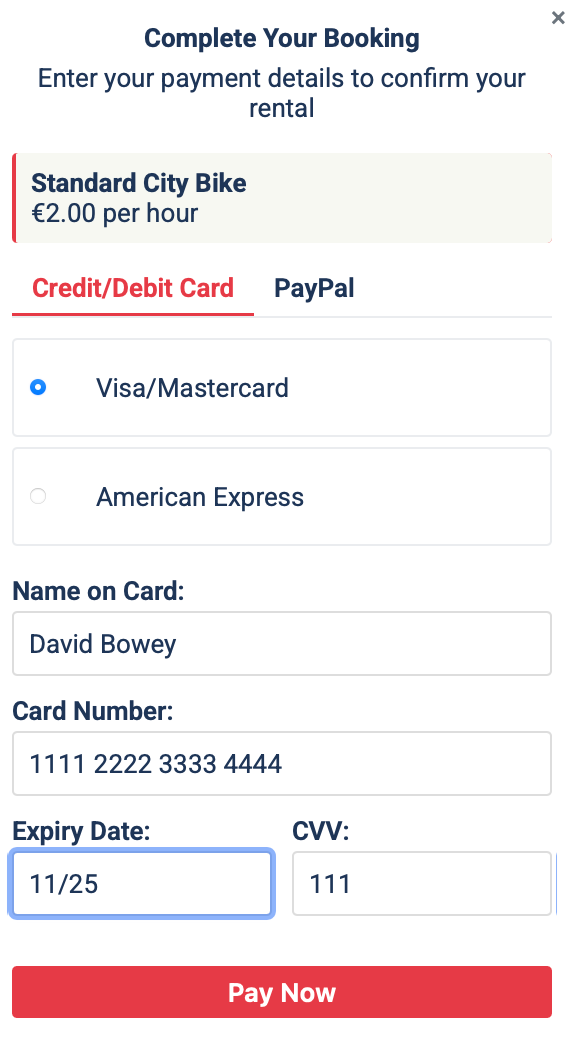 ×
Complete Your Booking
Enter your payment details to confirm your
rental
Standard City Bike
€2.00 per hour
Credit/Debit Card PayPal
Visa/Mastercard
American Express
Name on Card:
David Bowey
Card Number:
1111 2222 3333 4444
Expiry Date: CVV:
11/25 111
Pay Now